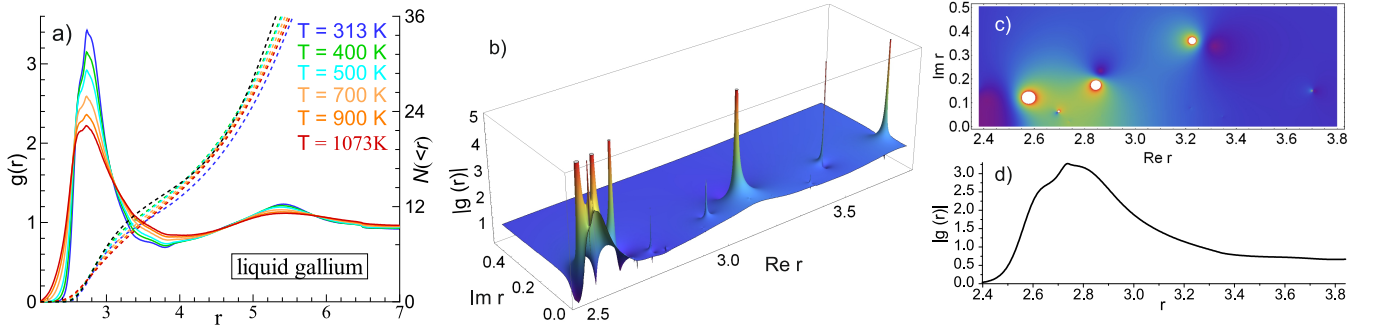 a)
g(r)
3
2
1
0
3
4
5
6
7
r
36
24
12
0
N(<r)
T = 313 K
T = 400 K
T = 500 K
T = 700 K
T = 900 K
T = 1073K
liquid gallium
b)
|g (r)|
5
4
3
2
1
0.4
0.2
0.0
Im r
2.5
3.0
3.5
Re r
c)
Im r
0.5
0.4
0.3
0.2
0.1
0.0
2.4 2.6 2.8 3.0 3.2 3.4 3.6 3.8
Re r
d)
|g (r)|
3.0
2.5
2.0
1.5
1.0
0.5
0.0
2.4 2.6 2.8 3.0 3.2 3.4 3.6 3.8
r